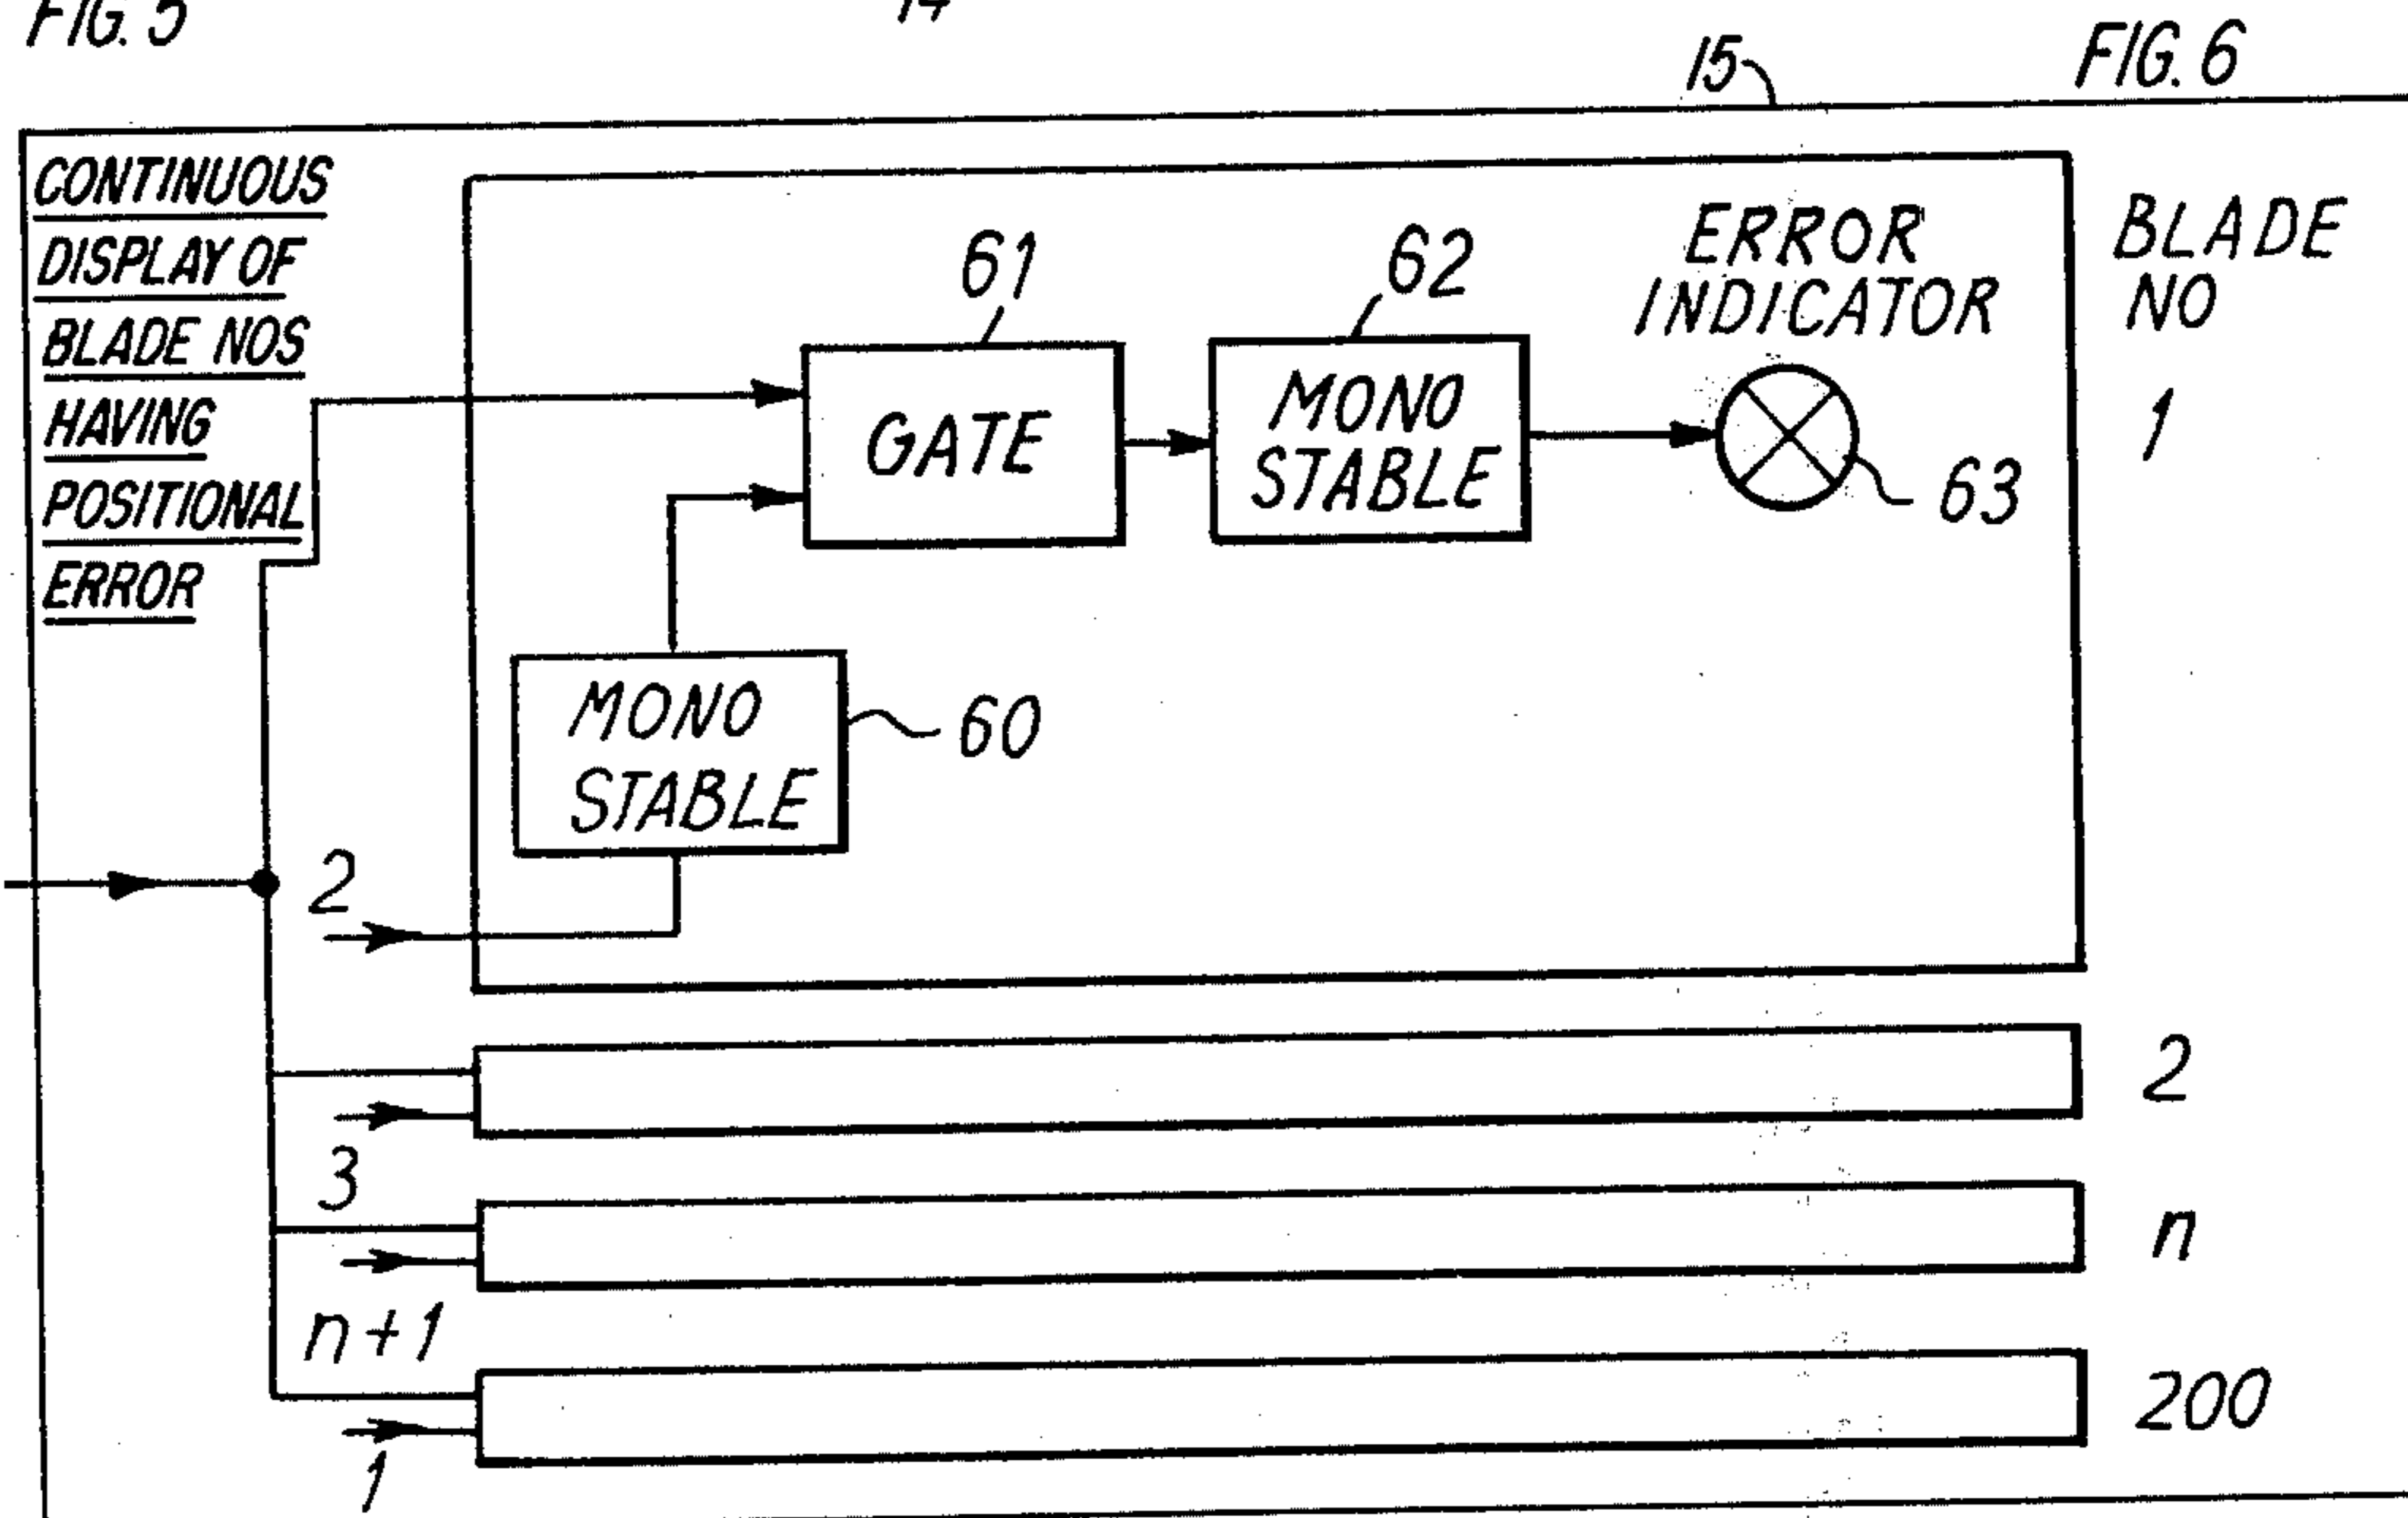 FIG. 5
14
15
FIG. 6
CONTINUOUS
DISPLAY OF
BLADE NOS
HAVING
POSITIONAL
ERROR
61
62
ERROR
INDICATOR
BLADE
NO
1
GATE
MONO
STABLE
63
MONO
STABLE
60
2
2
3
n
n+1
200
1